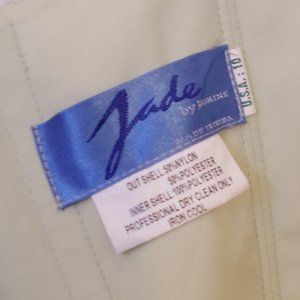 Jade
by JASMINE
U.S.A.: 10
OUT SHELL-50%NYLON
50%POLYESTER
INNER SHELL-100%POLYESTER
PROFESSIONAL DRY CLEAN ONLY
IRON COOL